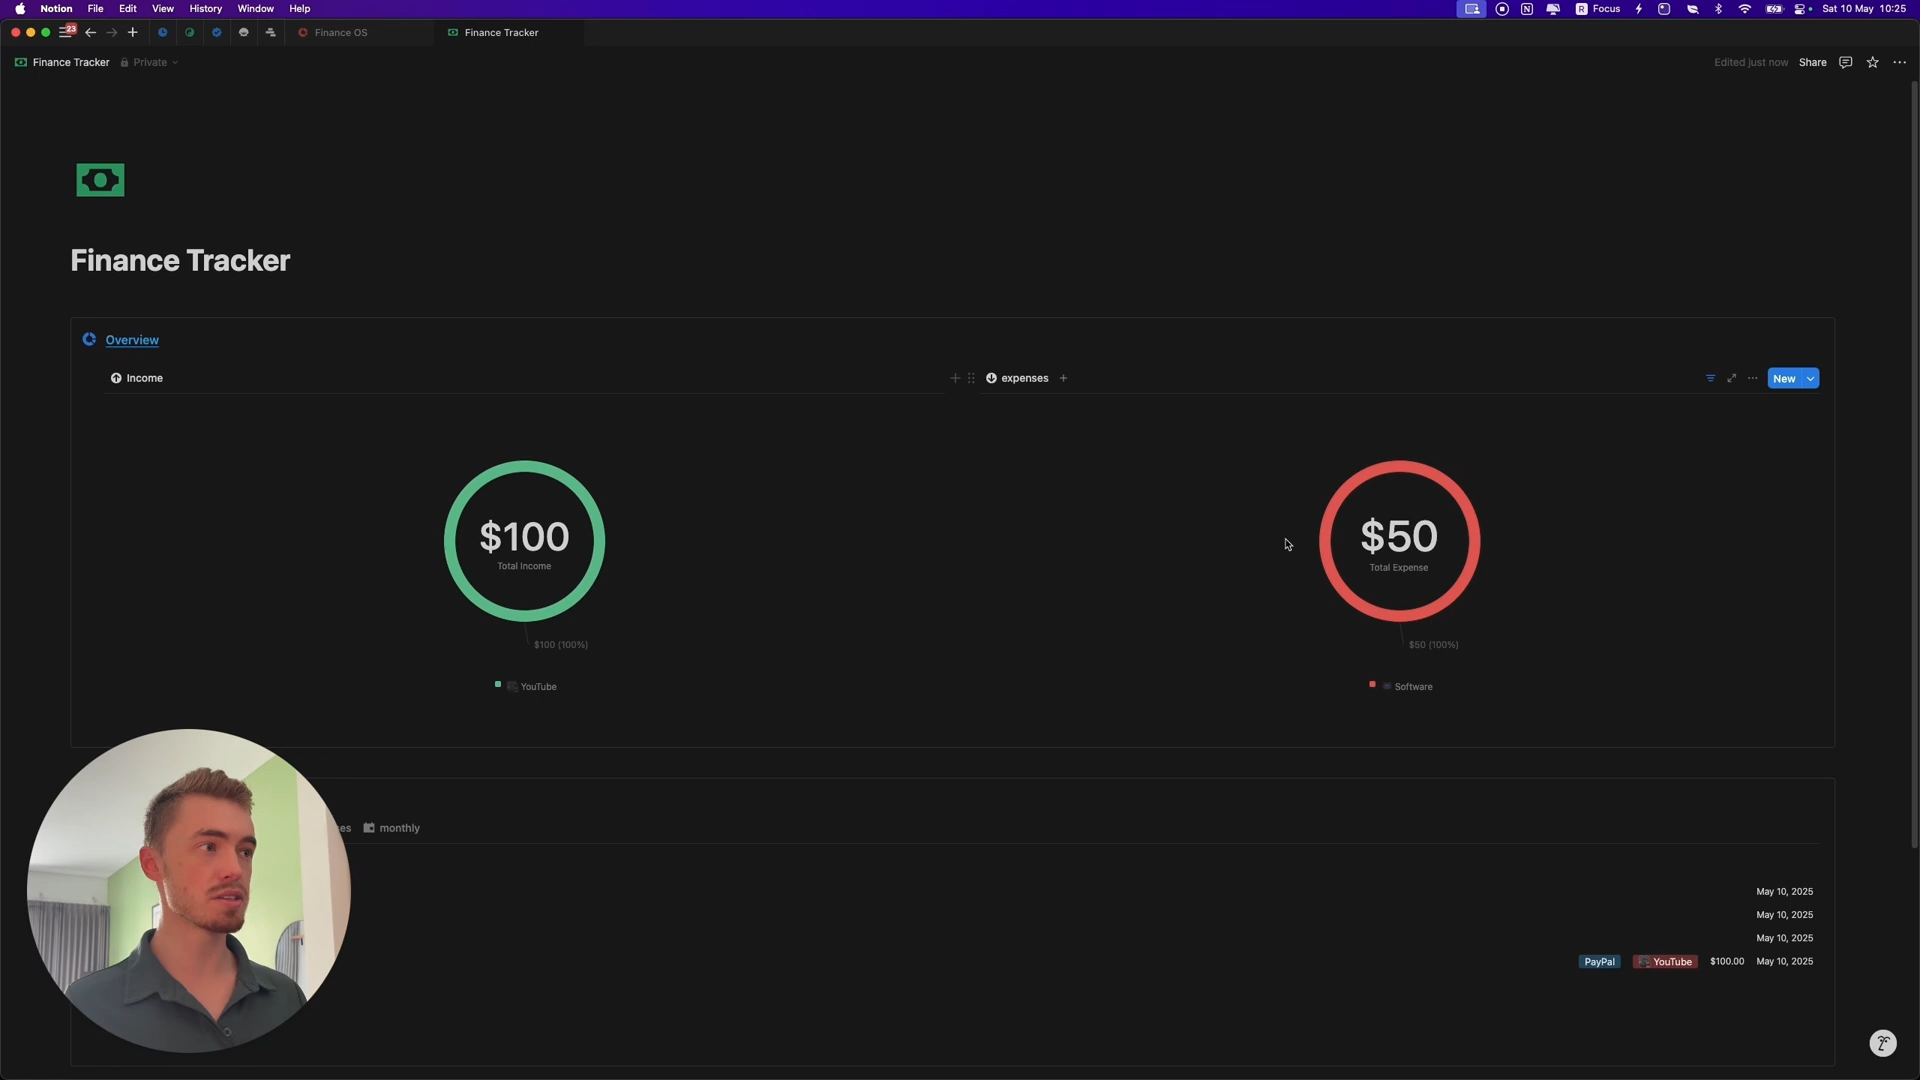 Notion File Edit View History Window Help
Focus Sat 10 May 10:25
23 Finance OS Finance Tracker
Finance Tracker Private Edited just now Share
Finance Tracker
Overview
Income expenses New
$100 $50
Total Income Total Expense
$100 (100%) $50 (100%)
YouTube Software
monthly
May 10, 2025
May 10, 2025
May 10, 2025
PayPal YouTube $100.00 May 10, 2025